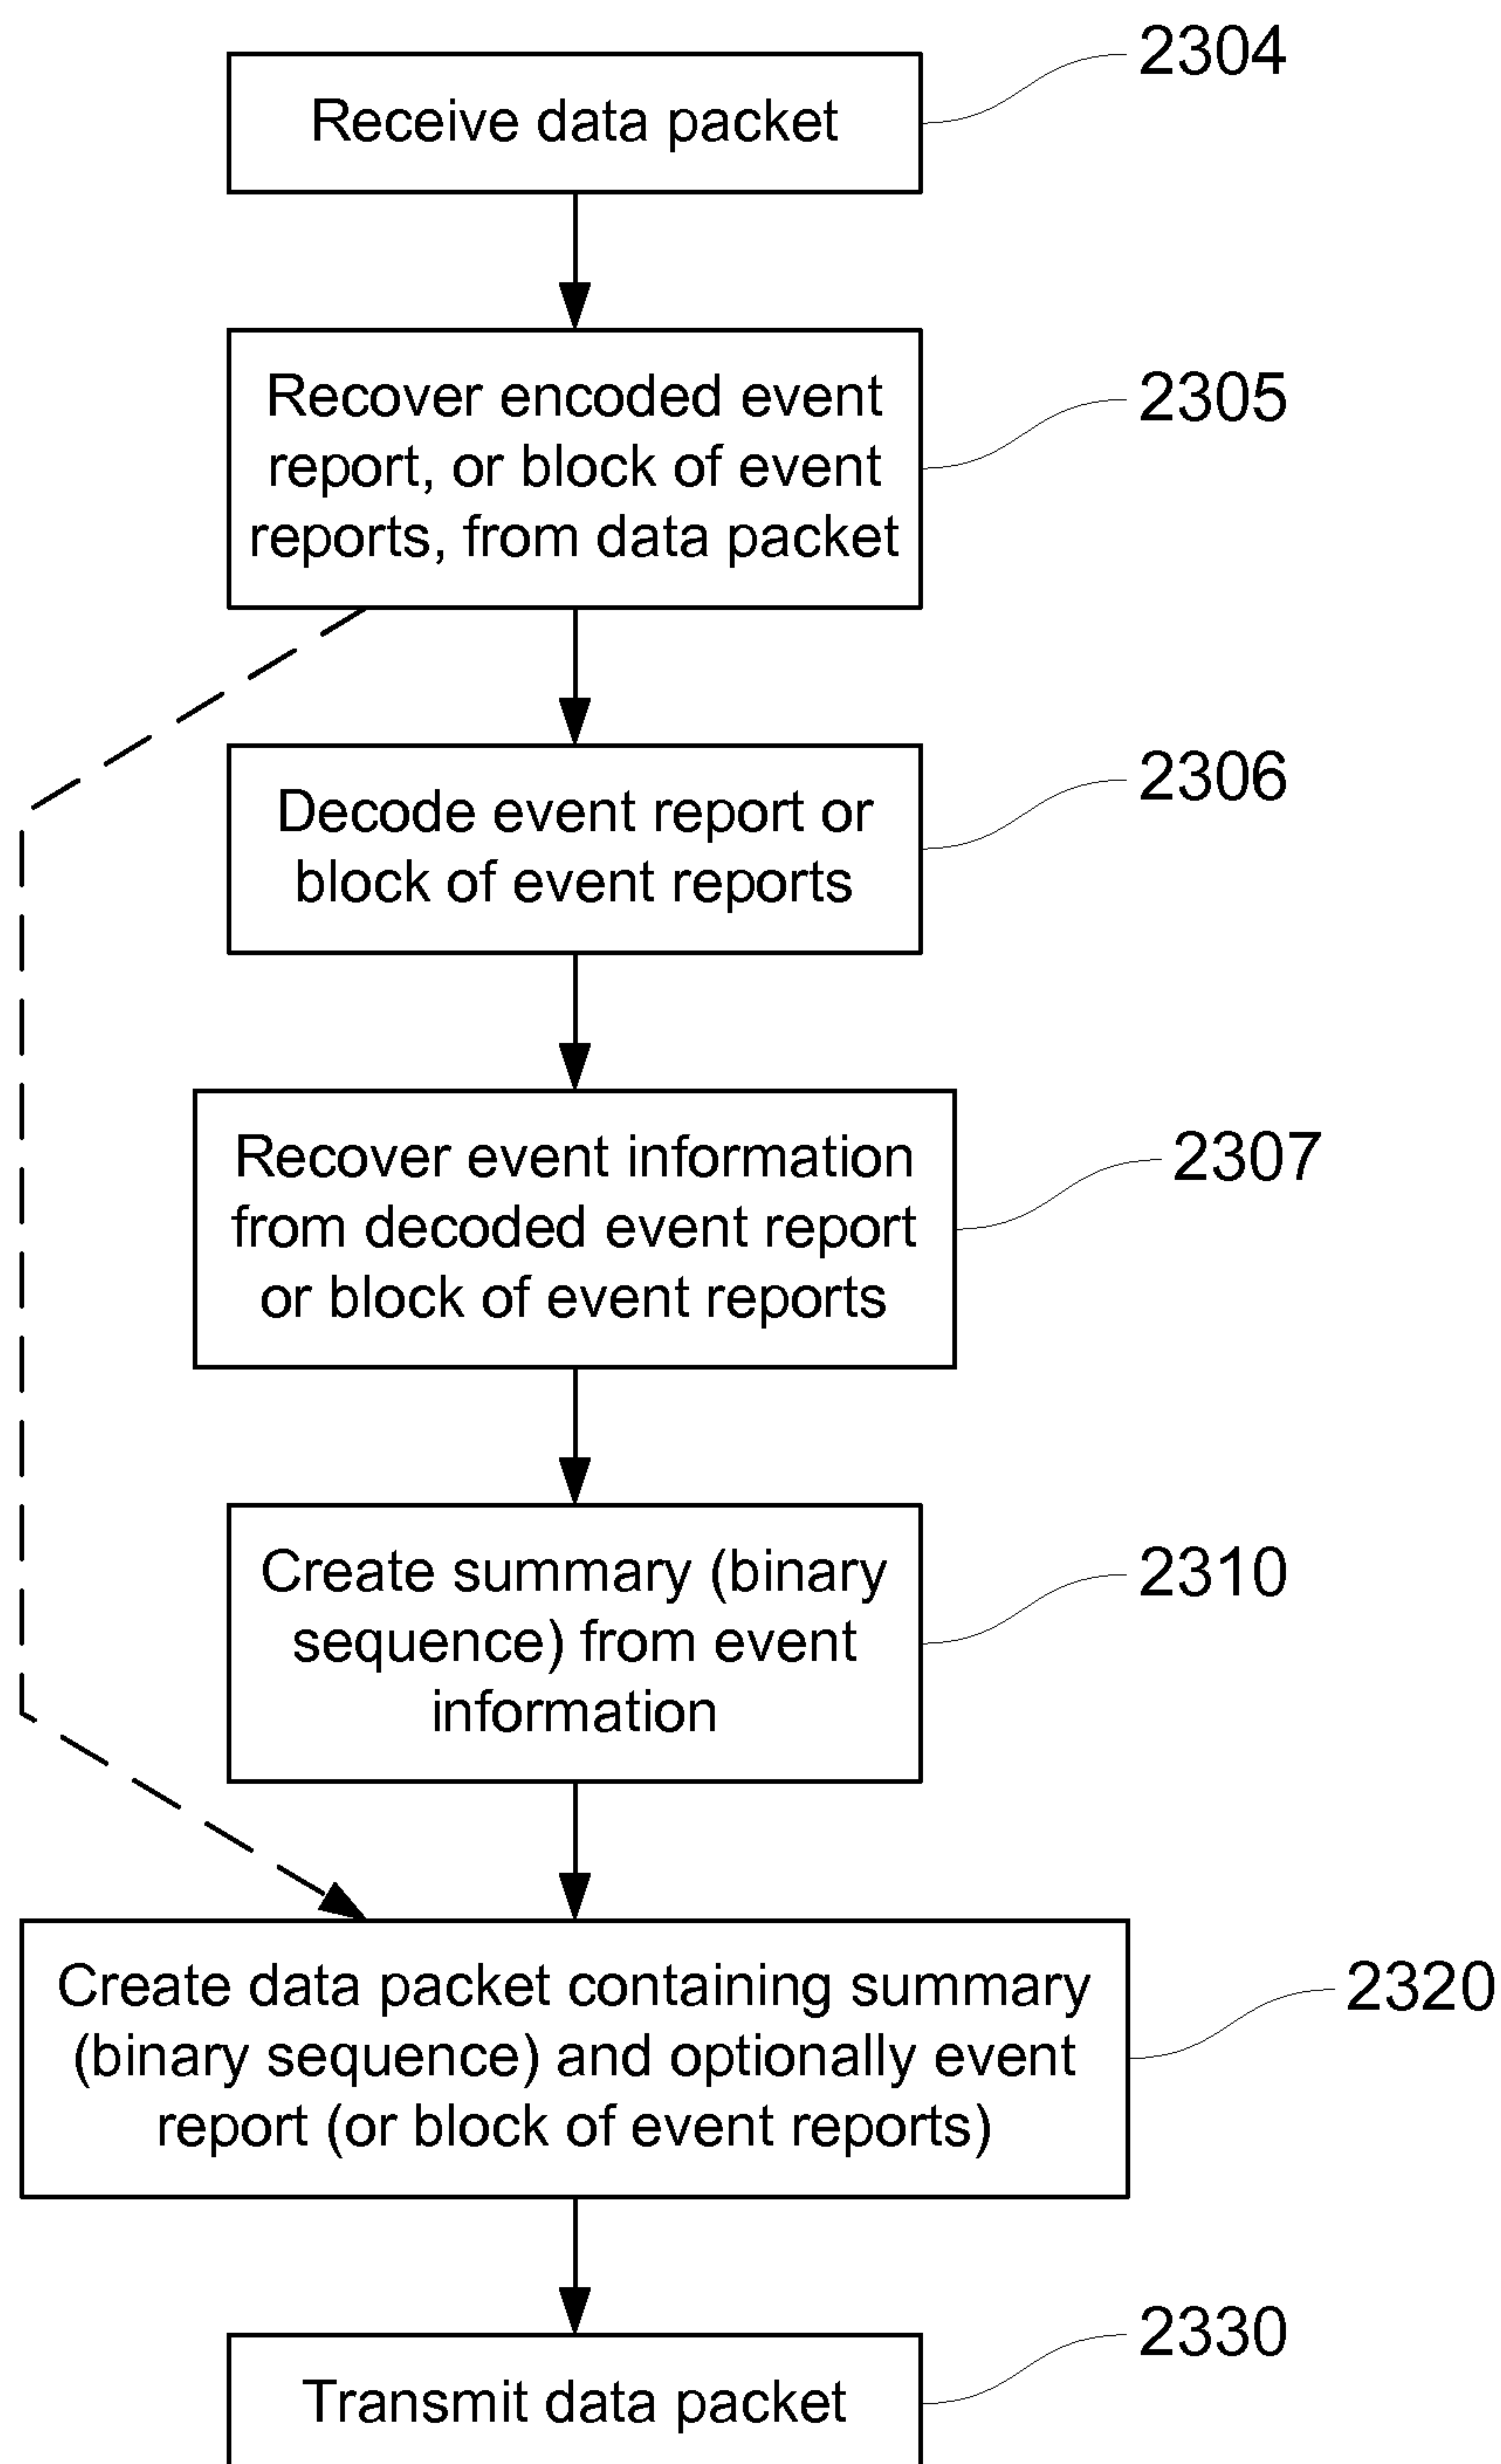 2304
Receive data packet
2305
Recover encoded event
report, or block of event
reports, from data packet
2306
Decode event report or
block of event reports
2307
Recover event information
from decoded event report
or block of event reports
2310
Create summary (binary
sequence) from event
information
2320
Create data packet containing summary
(binary sequence) and optionally event
report (or block of event reports)
2330
Transmit data packet